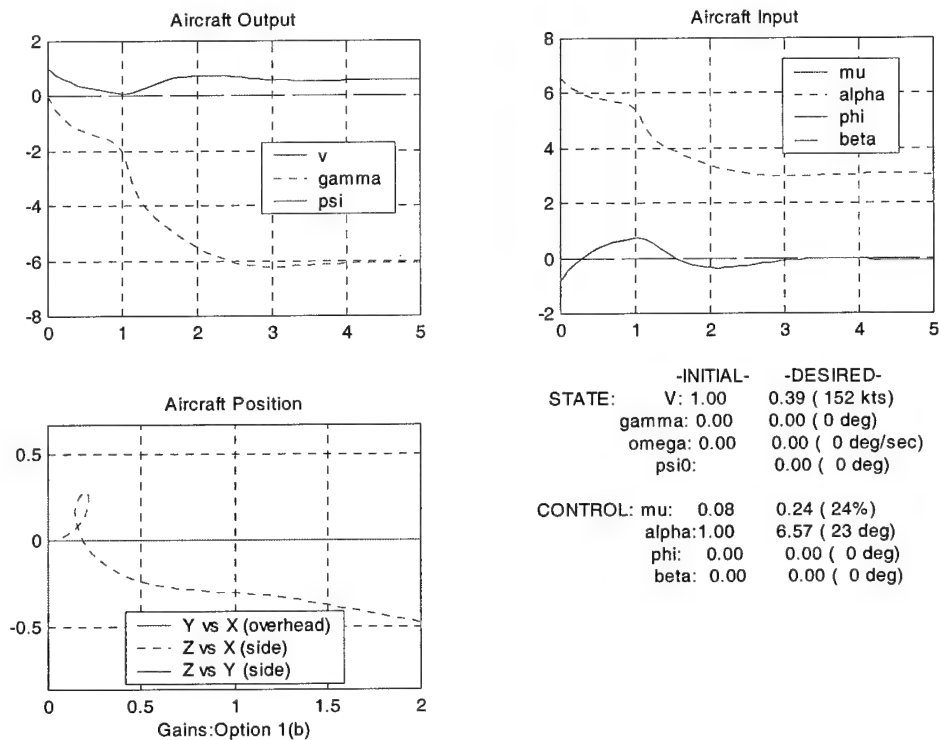 Aircraft Output
2
0
-2
-4
-6
-8
0 1 2 3 4 5
v
gamma
psi
Aircraft Input
8
6
4
2
0
-2
0 1 2 3 4 5
mu
alpha
phi
beta
Aircraft Position
0.5
0
-0.5
0 0.5 1 1.5 2
Y vs X (overhead)
Z vs X (side)
Z vs Y (side)
Gains:Option 1(b)
-INITIAL- -DESIRED-
STATE: V: 1.00 0.39 ( 152 kts)
gamma: 0.00 0.00 ( 0 deg)
omega: 0.00 0.00 ( 0 deg/sec)
psi0: 0.00 ( 0 deg)
CONTROL: mu: 0.08 0.24 ( 24%)
alpha:1.00 6.57 ( 23 deg)
phi: 0.00 0.00 ( 0 deg)
beta: 0.00 0.00 ( 0 deg)